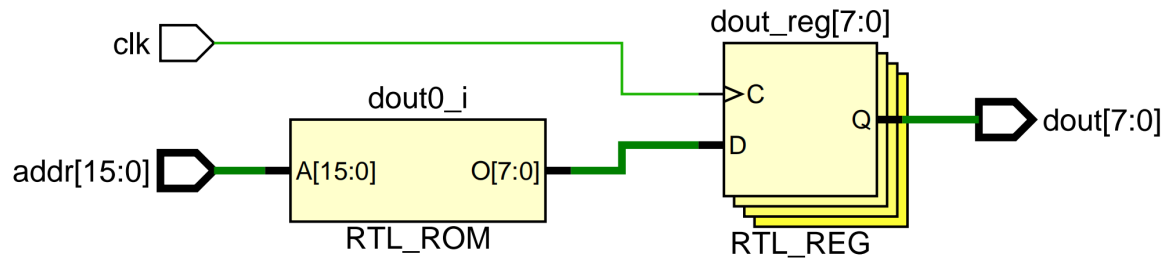 dout_reg[7:0]
clk
C
dout0_i
Q
dout[7:0]
D
addr[15:0]
A[15:0]
O[7:0]
RTL_ROM
RTL_REG